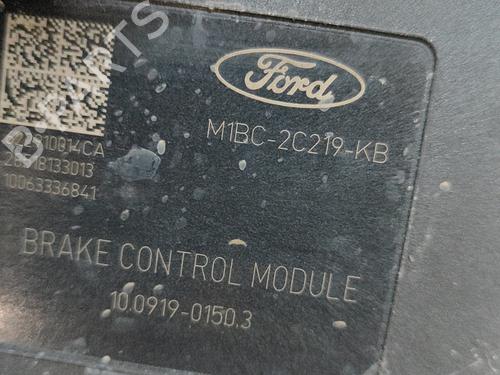 Ford
M1BC-2C219-KB
10063336841
BRAKE CONTROL MODULE
10.0919-0150.3